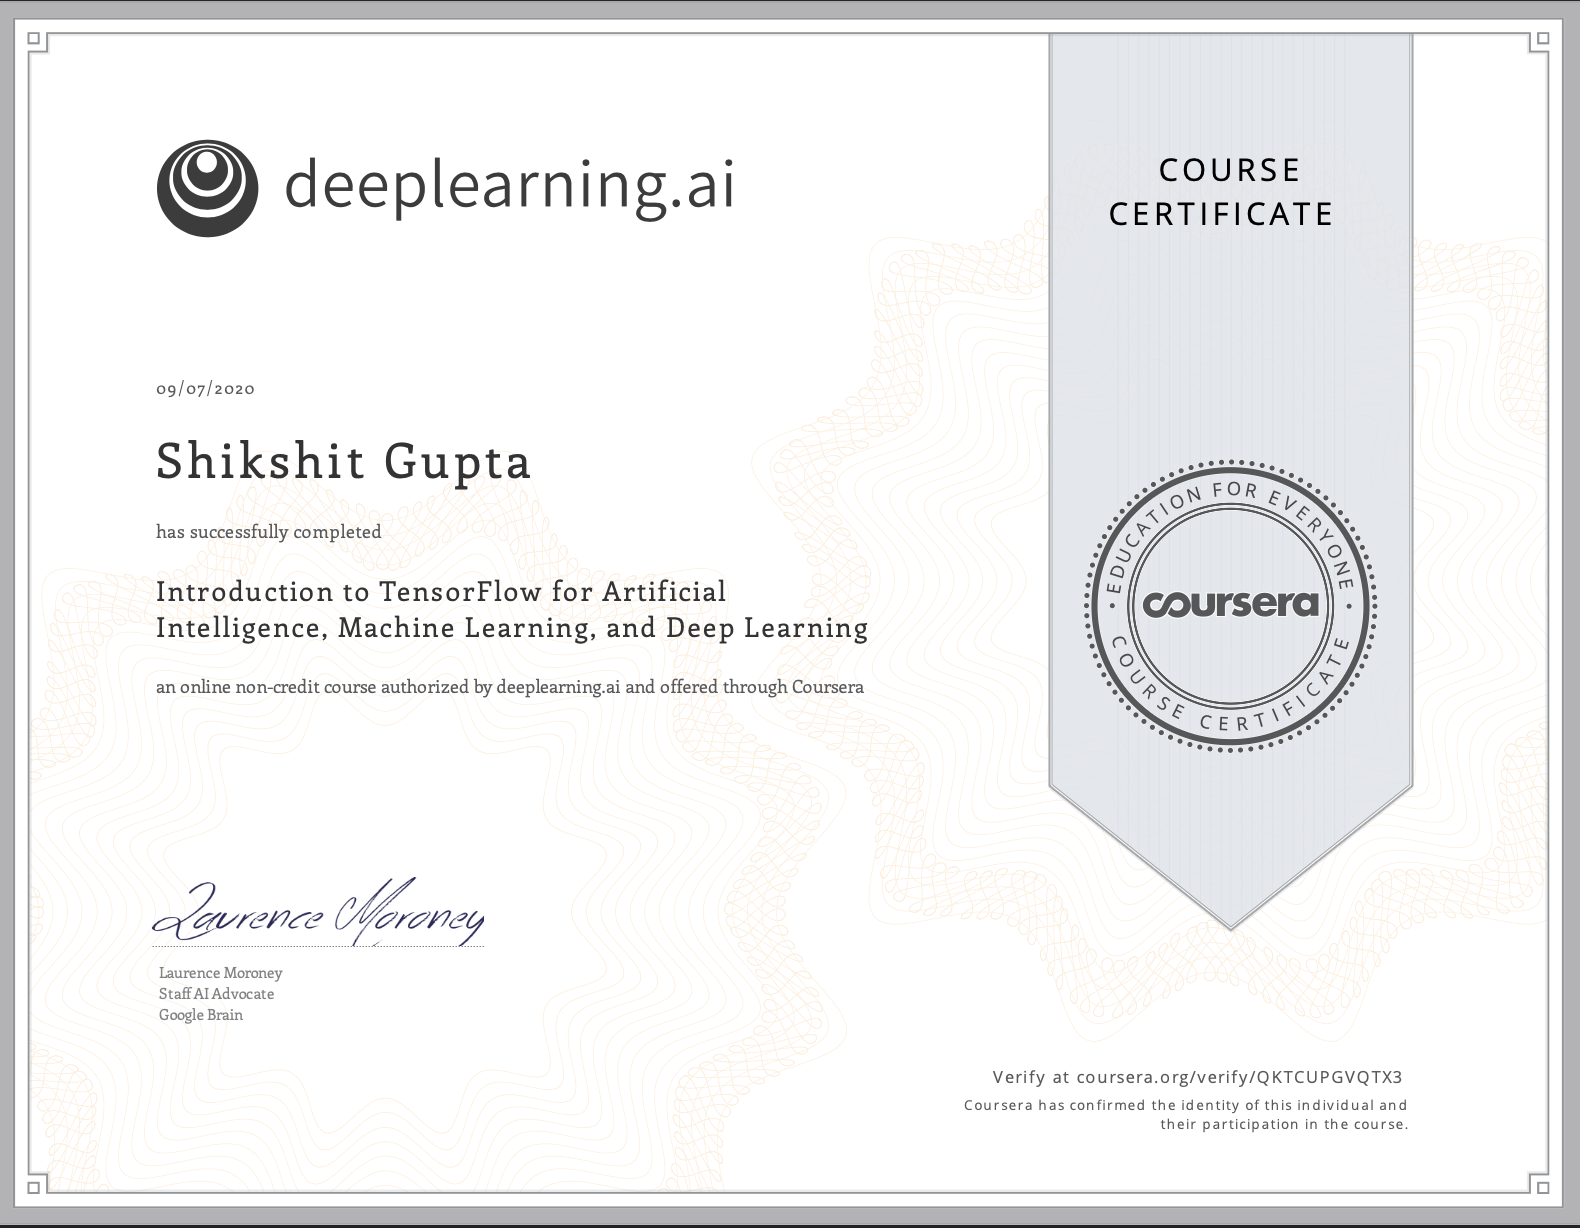 deeplearning.ai
COURSE
CERTIFICATE
09/07/2020
Shikshit Gupta
has successfully completed
Introduction to TensorFlow for Artificial
Intelligence, Machine Learning, and Deep Learning
an online non-credit course authorized by deeplearning.ai and offered through Coursera
EDUCATION FOR EVERYONE
coursera
COURSE CERTIFICATE
Laurence Moroney
Laurence Moroney
Staff AI Advocate
Google Brain
Verify at coursera.org/verify/QKTCUPGVQTX3
Coursera has confirmed the identity of this individual and
their participation in the course.